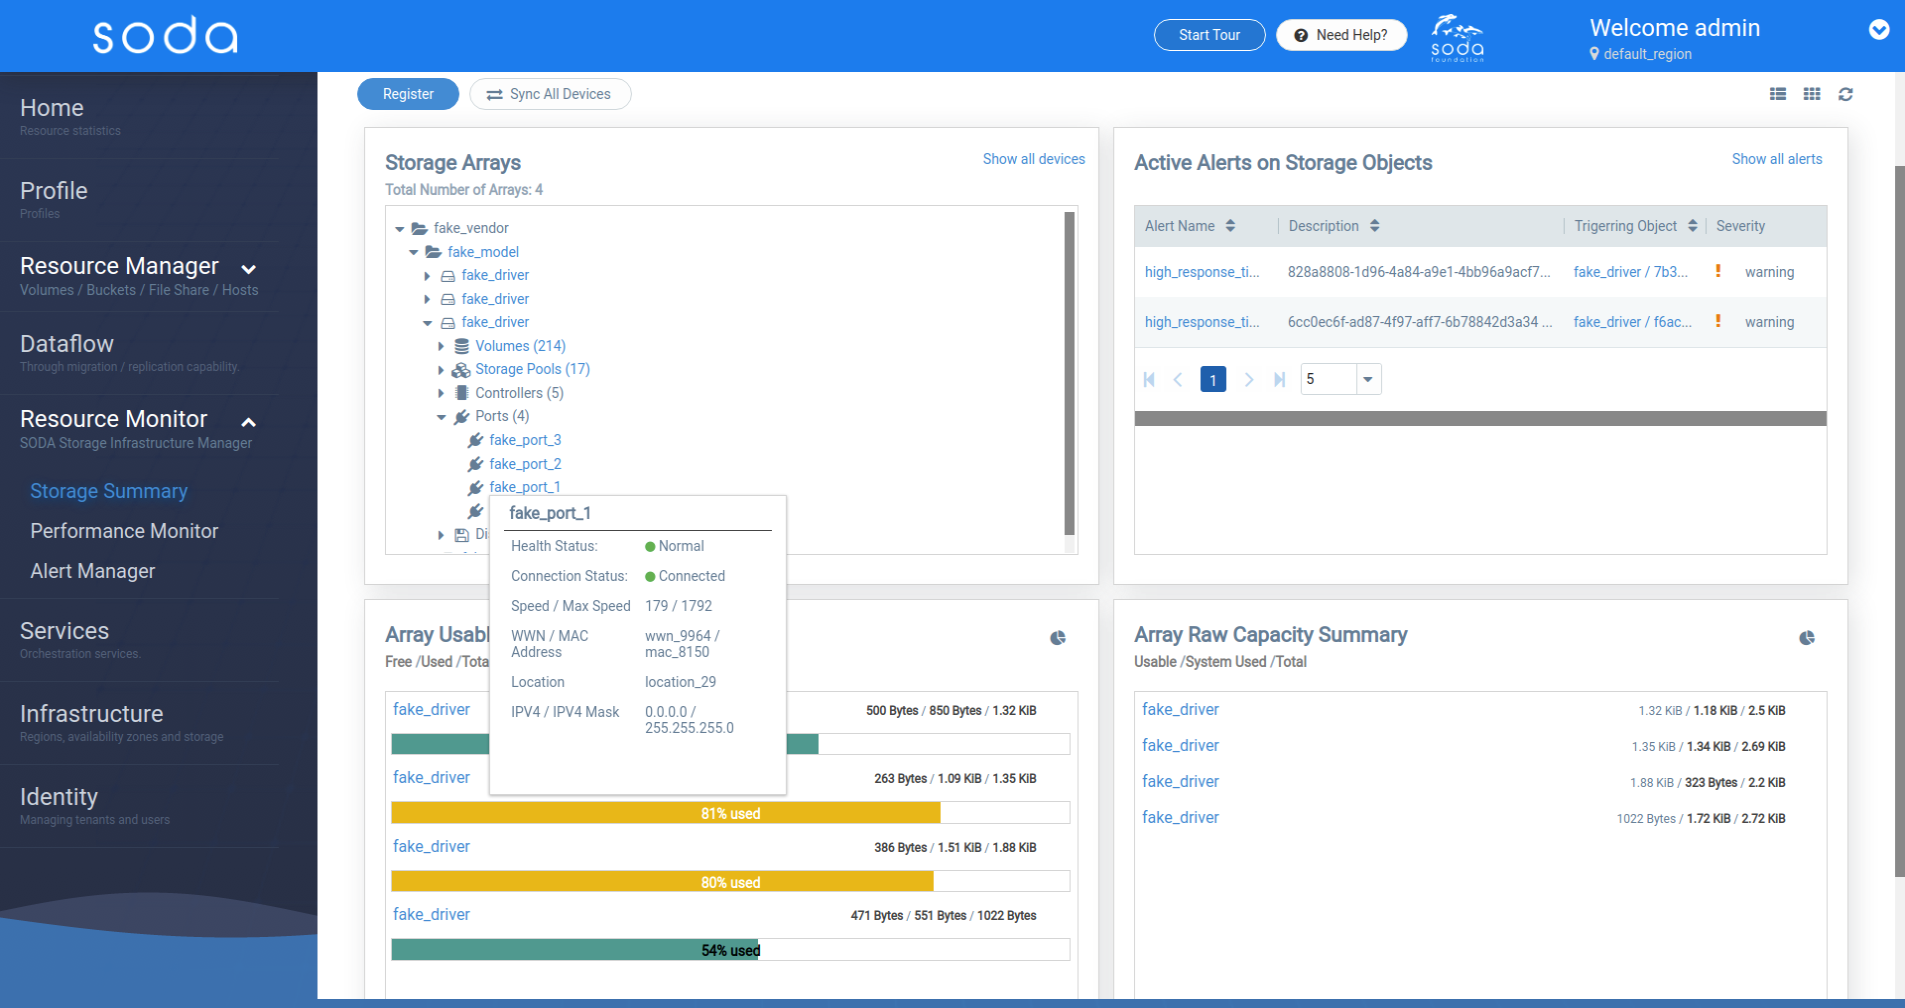 soda
Start Tour
Need Help?
soda
foundation
Welcome admin
default_region
Home
Resource statistics
Profile
Profiles
Resource Manager
Volumes / Buckets / File Share / Hosts
Dataflow
Through migration / replication capability.
Resource Monitor
SODA Storage Infrastructure Manager
Storage Summary
Performance Monitor
Alert Manager
Services
Orchestration services.
Infrastructure
Regions, availability zones and storage
Identity
Managing tenants and users
Register
Sync All Devices
Storage Arrays
Show all devices
Total Number of Arrays: 4
fake_vendor
fake_model
fake_driver
fake_driver
fake_driver
Volumes (214)
Storage Pools (17)
Controllers (5)
Ports (4)
fake_port_3
fake_port_2
fake_port_1
Di
fake_port_1
Health Status: Normal
Connection Status: Connected
Speed / Max Speed 179 / 1792
WWN / MAC Address wwn_9964 / mac_8150
Location location_29
IPV4 / IPV4 Mask 0.0.0.0 / 255.255.255.0
Active Alerts on Storage Objects
Show all alerts
Alert Name Description Trigerring Object Severity
high_response_ti... 828a8808-1d96-4a84-a9e1-4bb96a9acf7... fake_driver / 7b3... ! warning
high_response_ti... 6cc0ec6f-ad87-4f97-aff7-6b78842d3a34 ... fake_driver / f6ac... ! warning
1 5
Array Usabl
Free /Used /Tota
fake_driver 500 Bytes / 850 Bytes / 1.32 KiB
fake_driver 263 Bytes / 1.09 KiB / 1.35 KiB
81% used
fake_driver 386 Bytes / 1.51 KiB / 1.88 KiB
80% used
fake_driver 471 Bytes / 551 Bytes / 1022 Bytes
54% used
Array Raw Capacity Summary
Usable /System Used /Total
fake_driver 1.32 KiB / 1.18 KiB / 2.5 KiB
fake_driver 1.35 KiB / 1.34 KiB / 2.69 KiB
fake_driver 1.88 KiB / 323 Bytes / 2.2 KiB
fake_driver 1022 Bytes / 1.72 KiB / 2.72 KiB